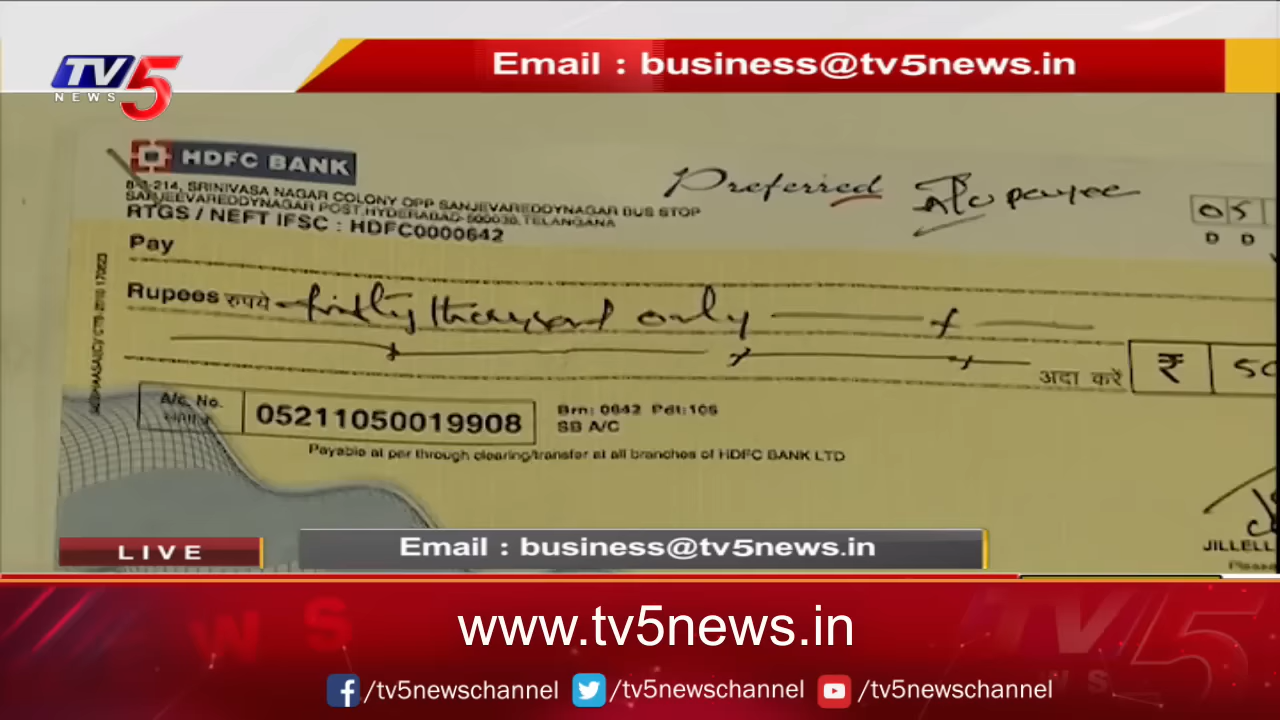 Email : business@tv5news.in
TV5
NEWS
HDFC BANK
8-3-214, SRINIVASA NAGAR COLONY OPP SANJEVAREDDYNAGAR BUS STOP
SANJEEVAREDDYNAGAR POST, HYDERABAD-500038, TELANGANA
RTGS / NEFT IFSC : HDFC0000642
Preferred A/c payee
05
D D
Pay
Rupees रुपये fifty thousand only
अदा करें ₹ 50
A/c. No. 05211050019908
Brn: 0642 Pdt:105
SB A/C
Payable at par through clearing/transfer at all branches of HDFC BANK LTD
JILLELL
LIVE
Email : business@tv5news.in
www.tv5news.in
/tv5newschannel /tv5newschannel /tv5newschannel